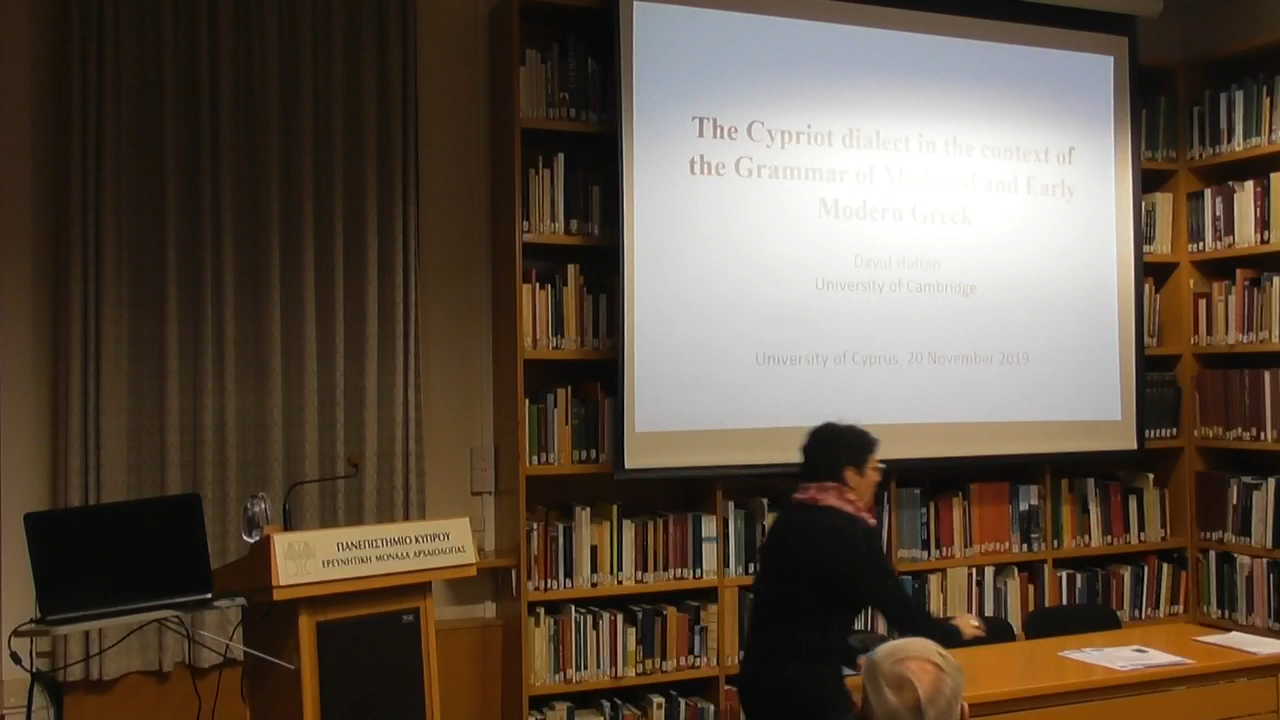 The Cypriot dialect in the context of
the Grammar of Medieval and Early
Modern Greek
David Holton
University of Cambridge
University of Cyprus, 20 November 2019
ΠΑΝΕΠΙΣΤΗΜΙΟ ΚΥΠΡΟΥ
ΕΡΕΥΝΗΤΙΚΗ ΜΟΝΑΔΑ ΑΡΧΑΙΟΛΟΓΙΑΣ